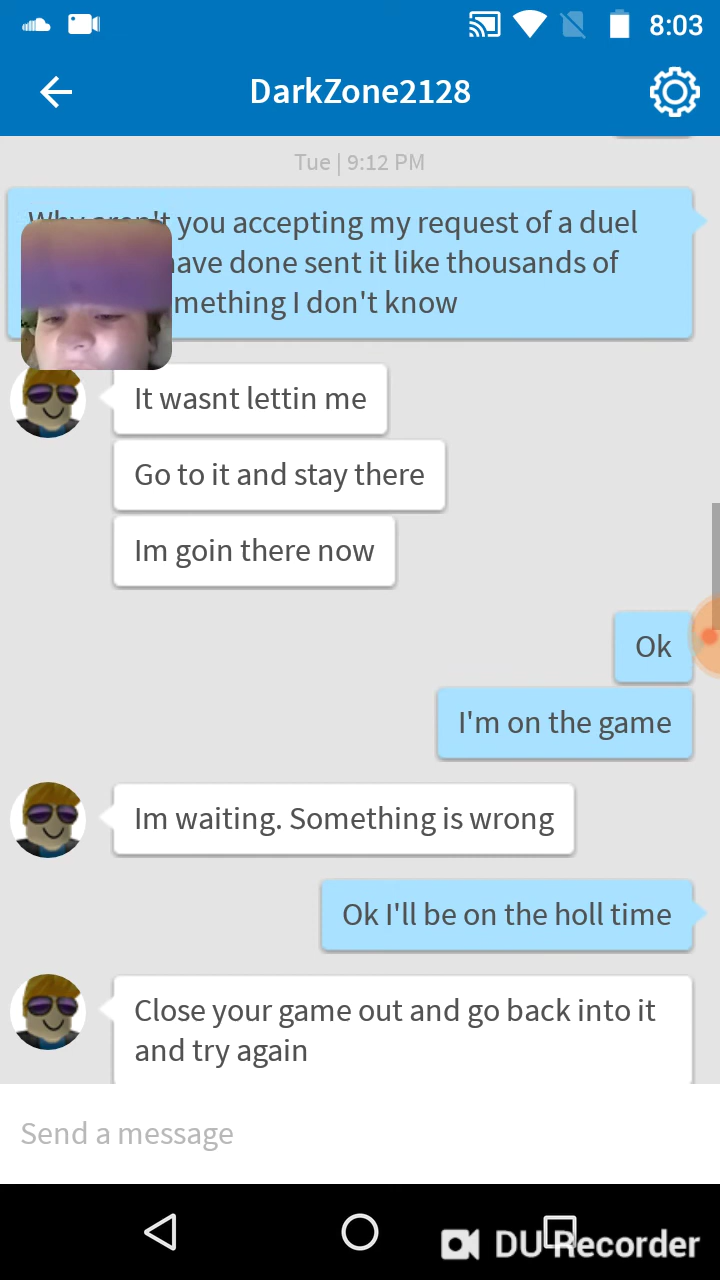 8:03
DarkZone2128
Tue | 9:12 PM
you accepting my request of a duel
have done sent it like thousands of
I don't know
It wasnt lettin me
Go to it and stay there
Im goin there now
Ok
I'm on the game
Im waiting. Something is wrong
Ok I'll be on the holl time
Close your game out and go back into it
and try again
Send a message
DU Recorder